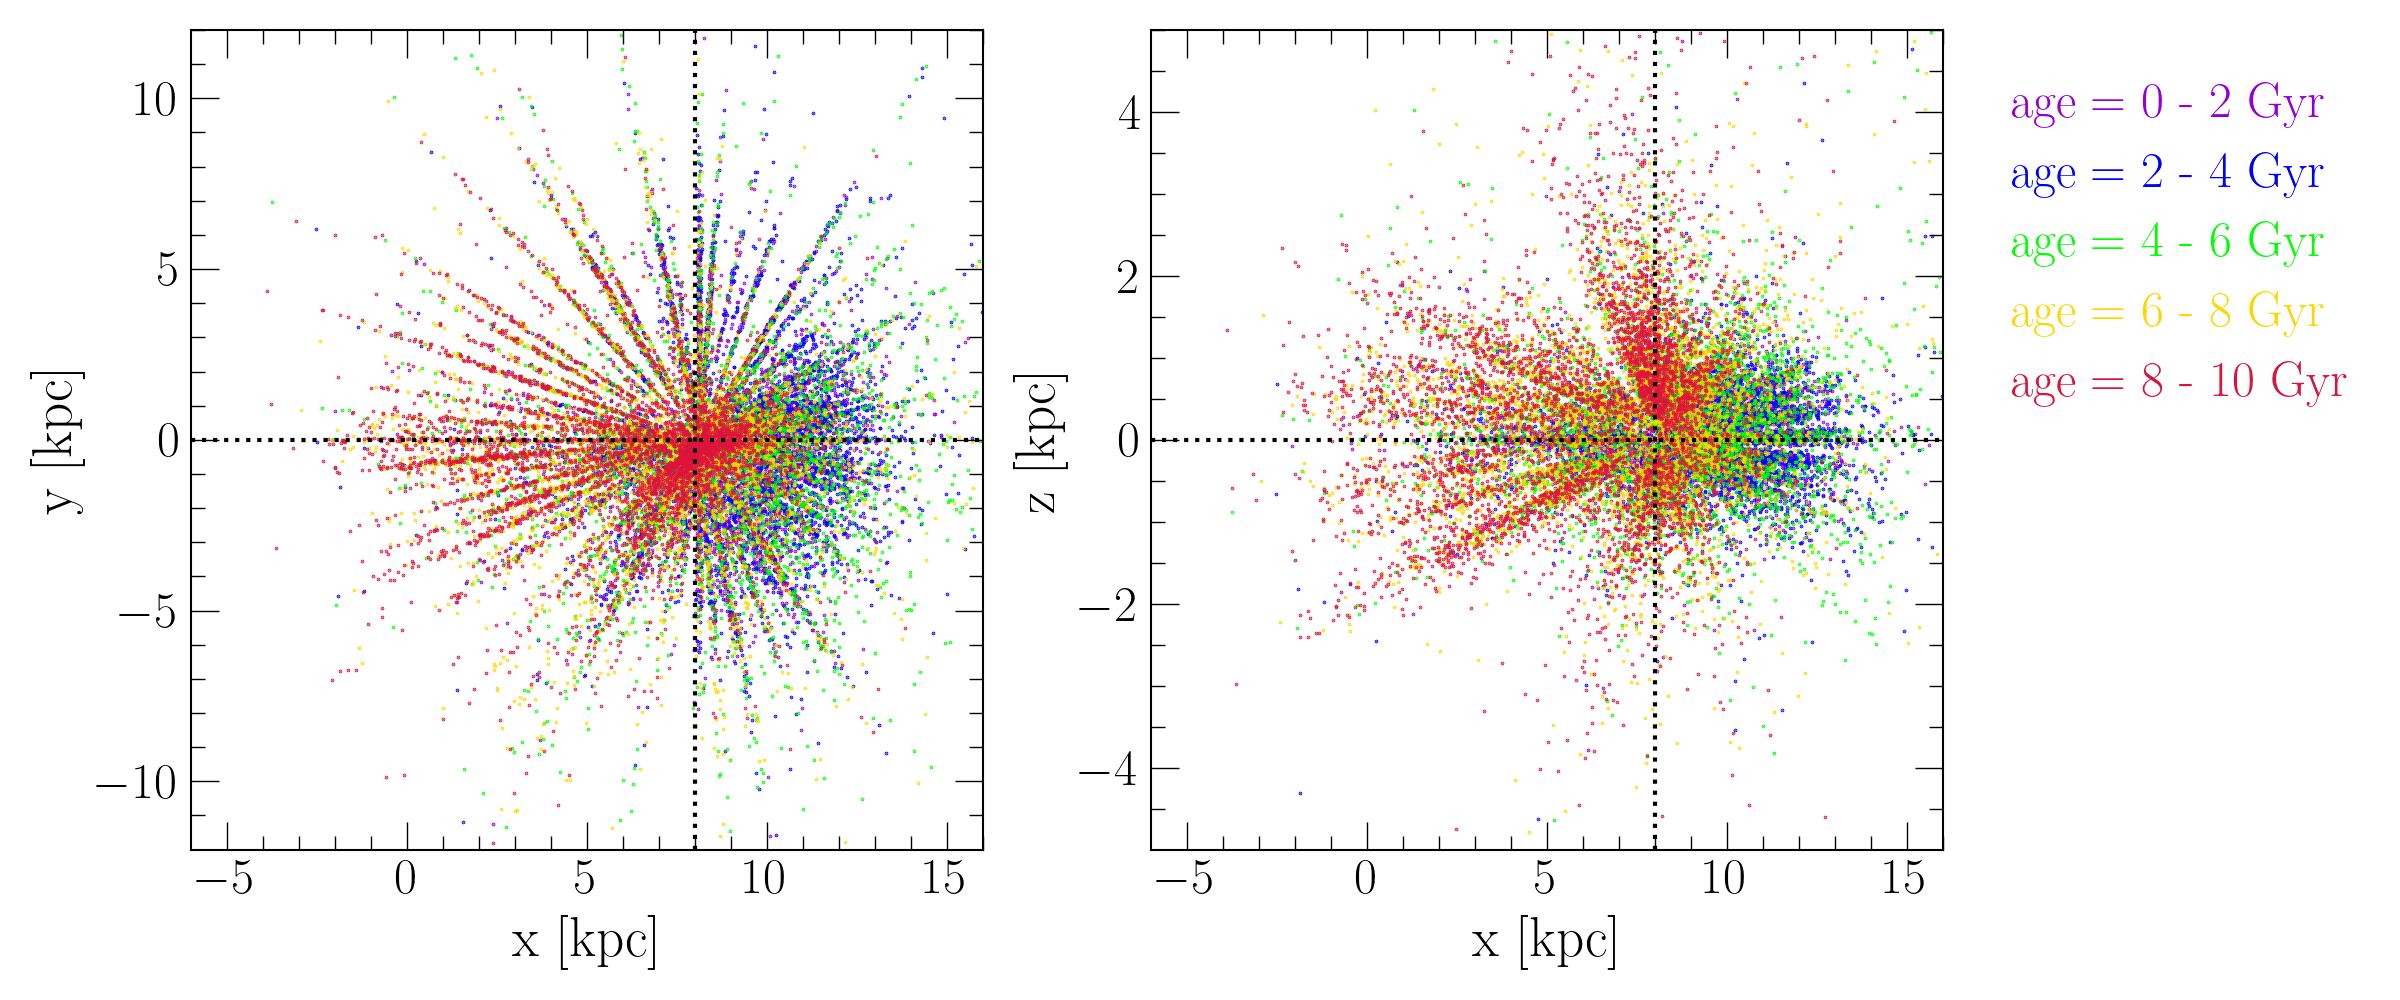 10
5
0
−5
−10
y [kpc]
−5 0 5 10 15
x [kpc]
4
2
0
−2
−4
z [kpc]
−5 0 5 10 15
x [kpc]
age = 0 - 2 Gyr
age = 2 - 4 Gyr
age = 4 - 6 Gyr
age = 6 - 8 Gyr
age = 8 - 10 Gyr